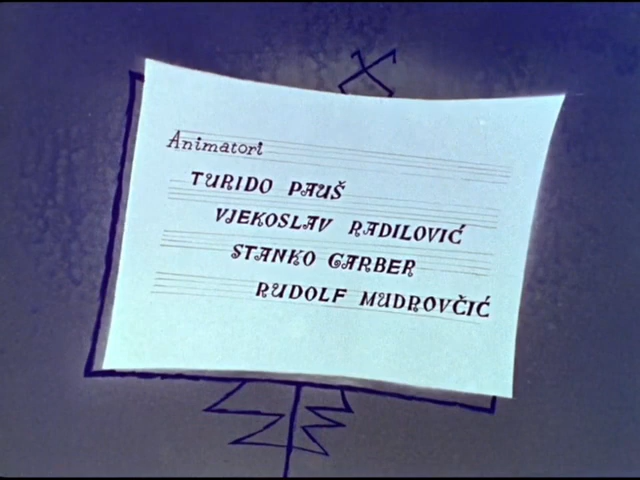 Animatori
TURIDO PAUŠ
VJEKOSLAV RADILOVIĆ
STANKO GARBER
RUDOLF MUDROVČIĆ